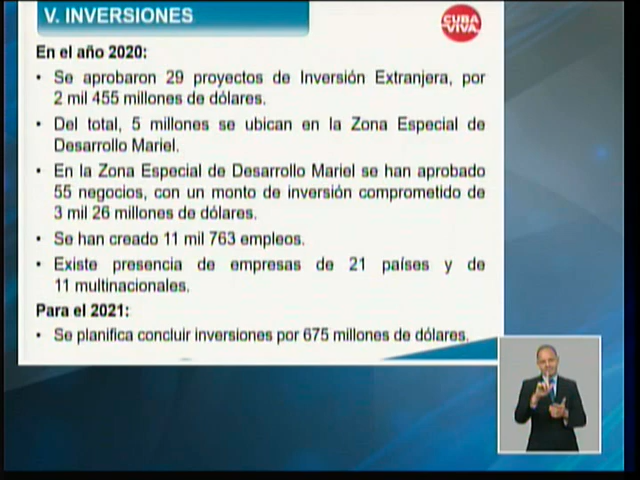 V. INVERSIONES
CUBA
VIVA
En el año 2020:
• Se aprobaron 29 proyectos de Inversión Extranjera, por
2 mil 455 millones de dólares.
• Del total, 5 millones se ubican en la Zona Especial de
Desarrollo Mariel.
• En la Zona Especial de Desarrollo Mariel se han aprobado
55 negocios, con un monto de inversión comprometido de
3 mil 26 millones de dólares.
• Se han creado 11 mil 763 empleos.
• Existe presencia de empresas de 21 países y de
11 multinacionales.
Para el 2021:
• Se planifica concluir inversiones por 675 millones de dólares.